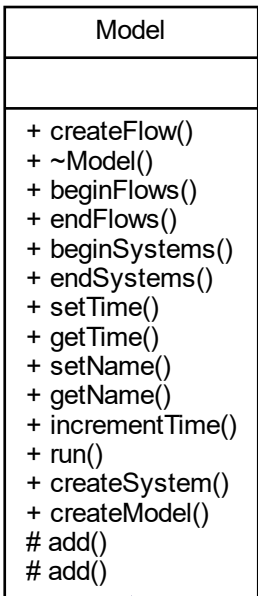 Model
+ createFlow()
+ ~Model()
+ beginFlows()
+ endFlows()
+ beginSystems()
+ endSystems()
+ setTime()
+ getTime()
+ setName()
+ getName()
+ incrementTime()
+ run()
+ createSystem()
+ createModel()
# add()
# add()